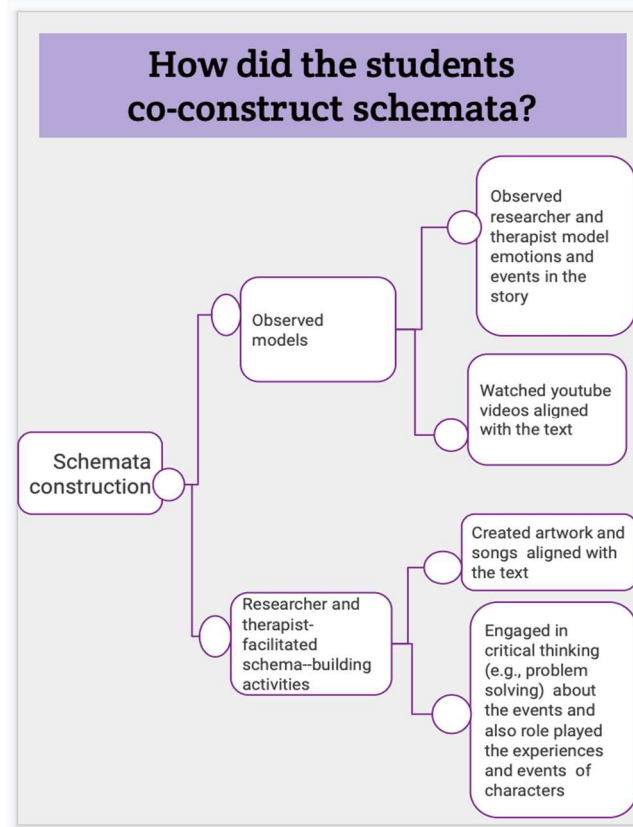 How did the students
co-construct schemata?
Observed
researcher and
therapist model
emotions and
events in the
story
Observed
models
Watched youtube
videos aligned
with the text
Schemata
construction
Created artwork and
songs  aligned with
the text
Researcher and
therapist-
facilitated
schema--building
activities
Engaged in
critical thinking
(e.g., problem
solving)  about
the events and
also role played
the experiences
and events  of
characters